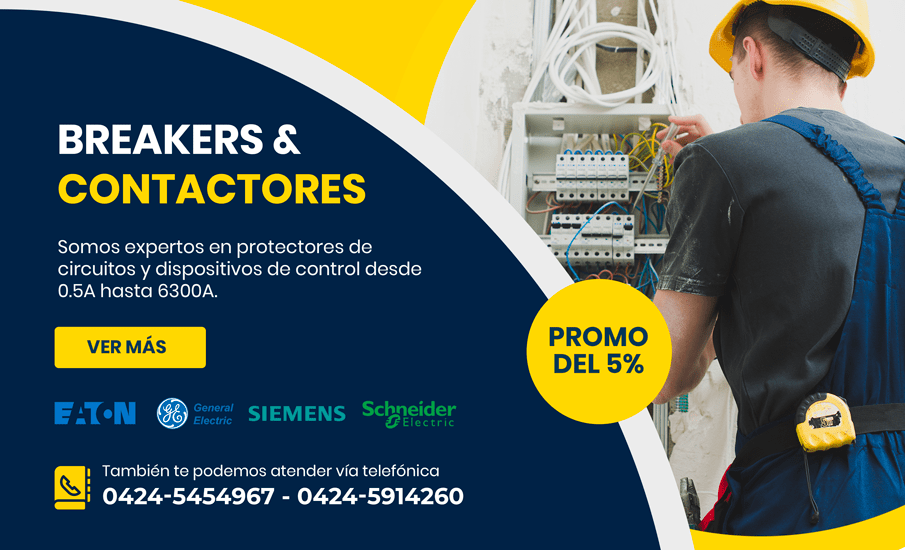 BREAKERS &
CONTACTORES
Somos expertos en protectores de
circuitos y dispositivos de control desde
0.5A hasta 6300A.
VER MÁS
PROMO
DEL 5%
EATON
GE General
Electric
SIEMENS
Schneider
Electric
También te podemos atender vía telefónica
0424-5454967 - 0424-5914260